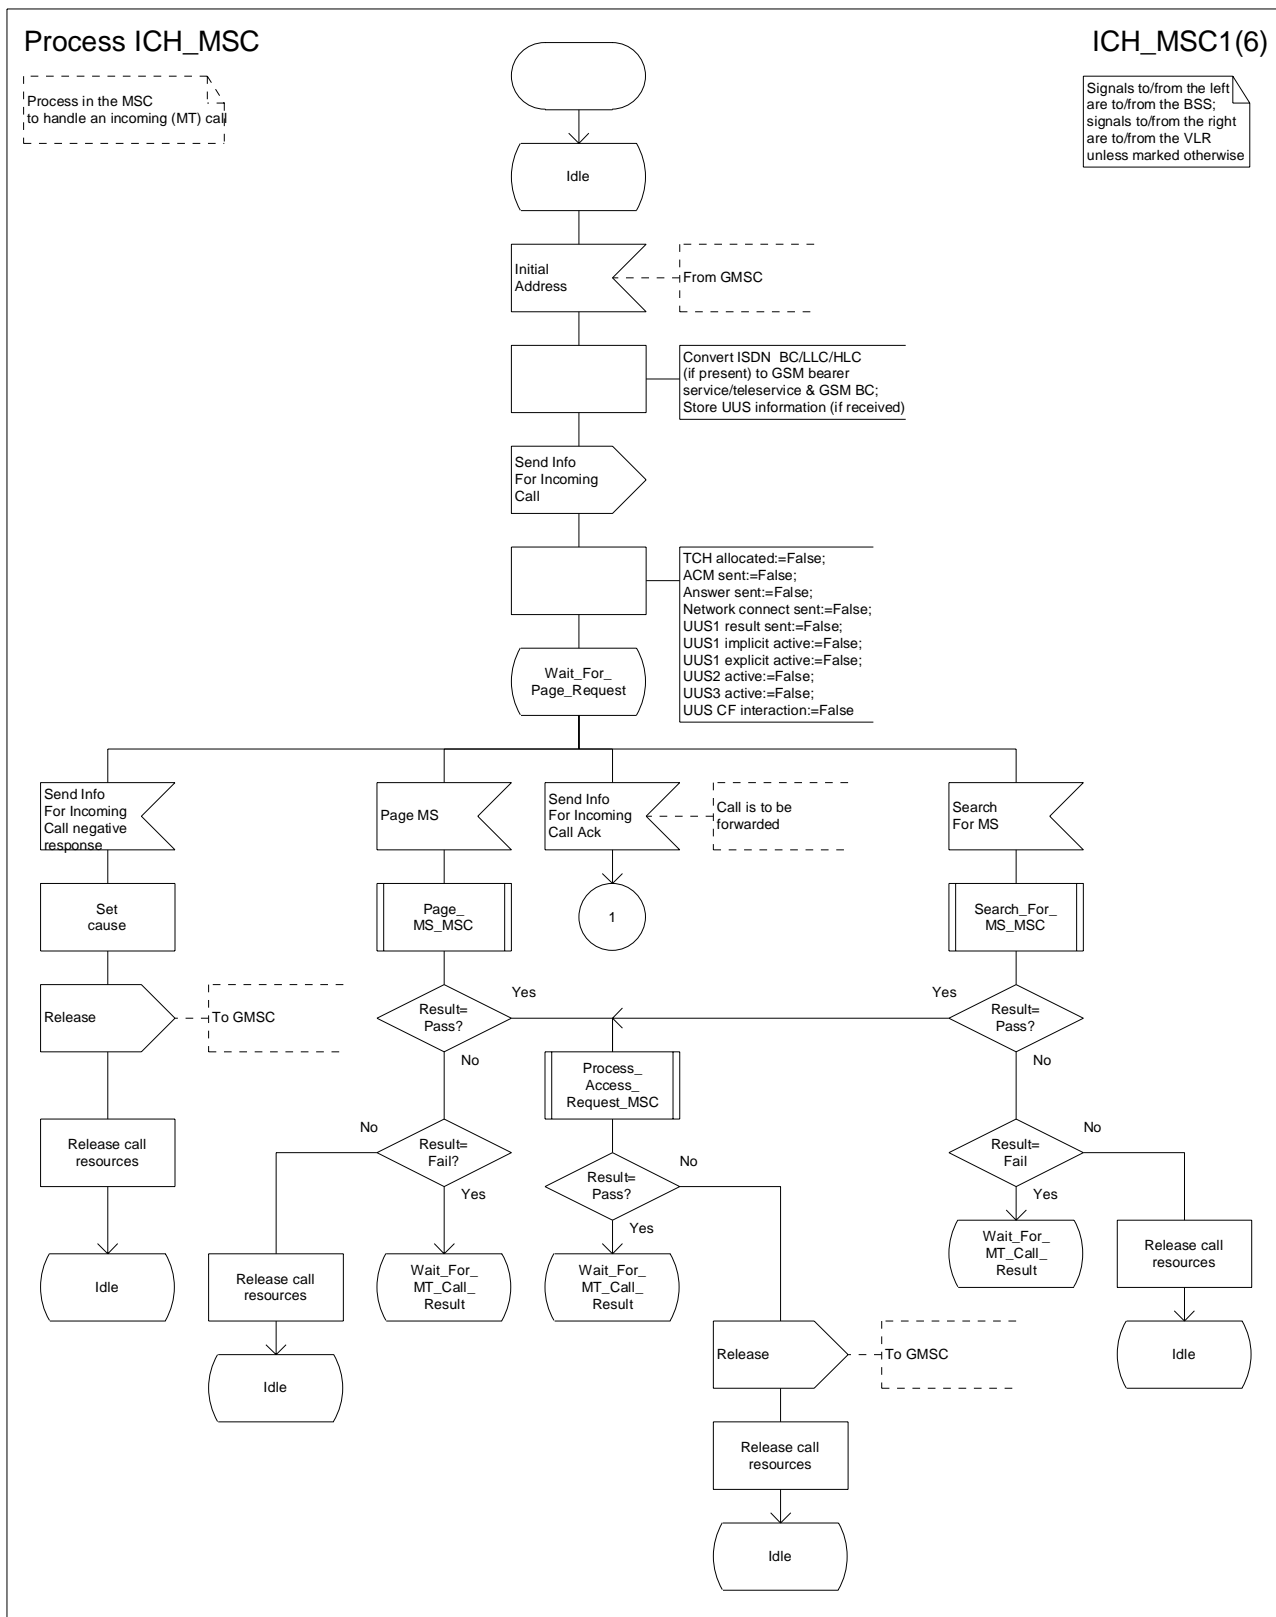 Process ICH_MSC
ICH_MSC1(6)
Process in the MSC
to handle an incoming (MT) call
Signals to/from the left
are to/from the BSS;
signals to/from the right
are to/from the VLR
unless marked otherwise
Idle
Initial
Address
From GMSC
Convert ISDN BC/LLC/HLC
(if present) to GSM bearer
service/teleservice & GSM BC;
Store UUS information (if received)
Send Info
For Incoming
Call
TCH allocated:=False;
ACM sent:=False;
Answer sent:=False;
Network connect sent:=False;
UUS1 result sent:=False;
UUS1 implicit active:=False;
UUS1 explicit active:=False;
UUS2 active:=False;
UUS3 active:=False;
UUS CF interaction:=False
Wait_For_
Page_Request
Send Info
For Incoming
Call negative
response
Page MS
Send Info
For Incoming
Call Ack
Call is to be
forwarded
Search
For MS
Set
cause
Page_
MS_MSC
1
Search_For_
MS_MSC
Release
To GMSC
Result=
Pass?
Yes
No
Yes
Result=
Pass?
No
Process_
Access_
Request_MSC
Release call
resources
No
Result=
Fail?
Yes
Result=
Pass?
No
Yes
Result=
Fail
No
Yes
Idle
Release call
resources
Wait_For_
MT_Call_
Result
Wait_For_
MT_Call_
Result
Wait_For_
MT_Call_
Result
Release call
resources
Idle
Release
To GMSC
Idle
Release call
resources
Idle